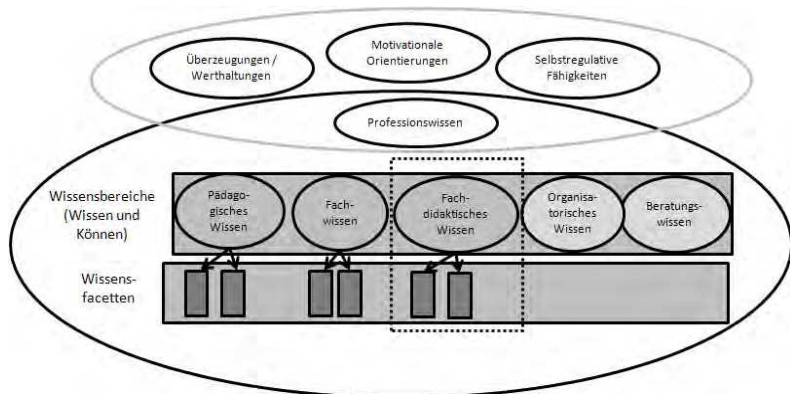 Überzeugungen /
Werthaltungen
Motivationale
Orientierungen
Selbstregulative
Fähigkeiten
Professionswissen
Wissensbereiche
(Wissen und
Können)
Pädago-
gisches
Wissen
Fach-
wissen
Fach-
didaktisches
Wissen
Organisa-
torisches
Wissen
Beratungs-
wissen
Wissens-
facetten